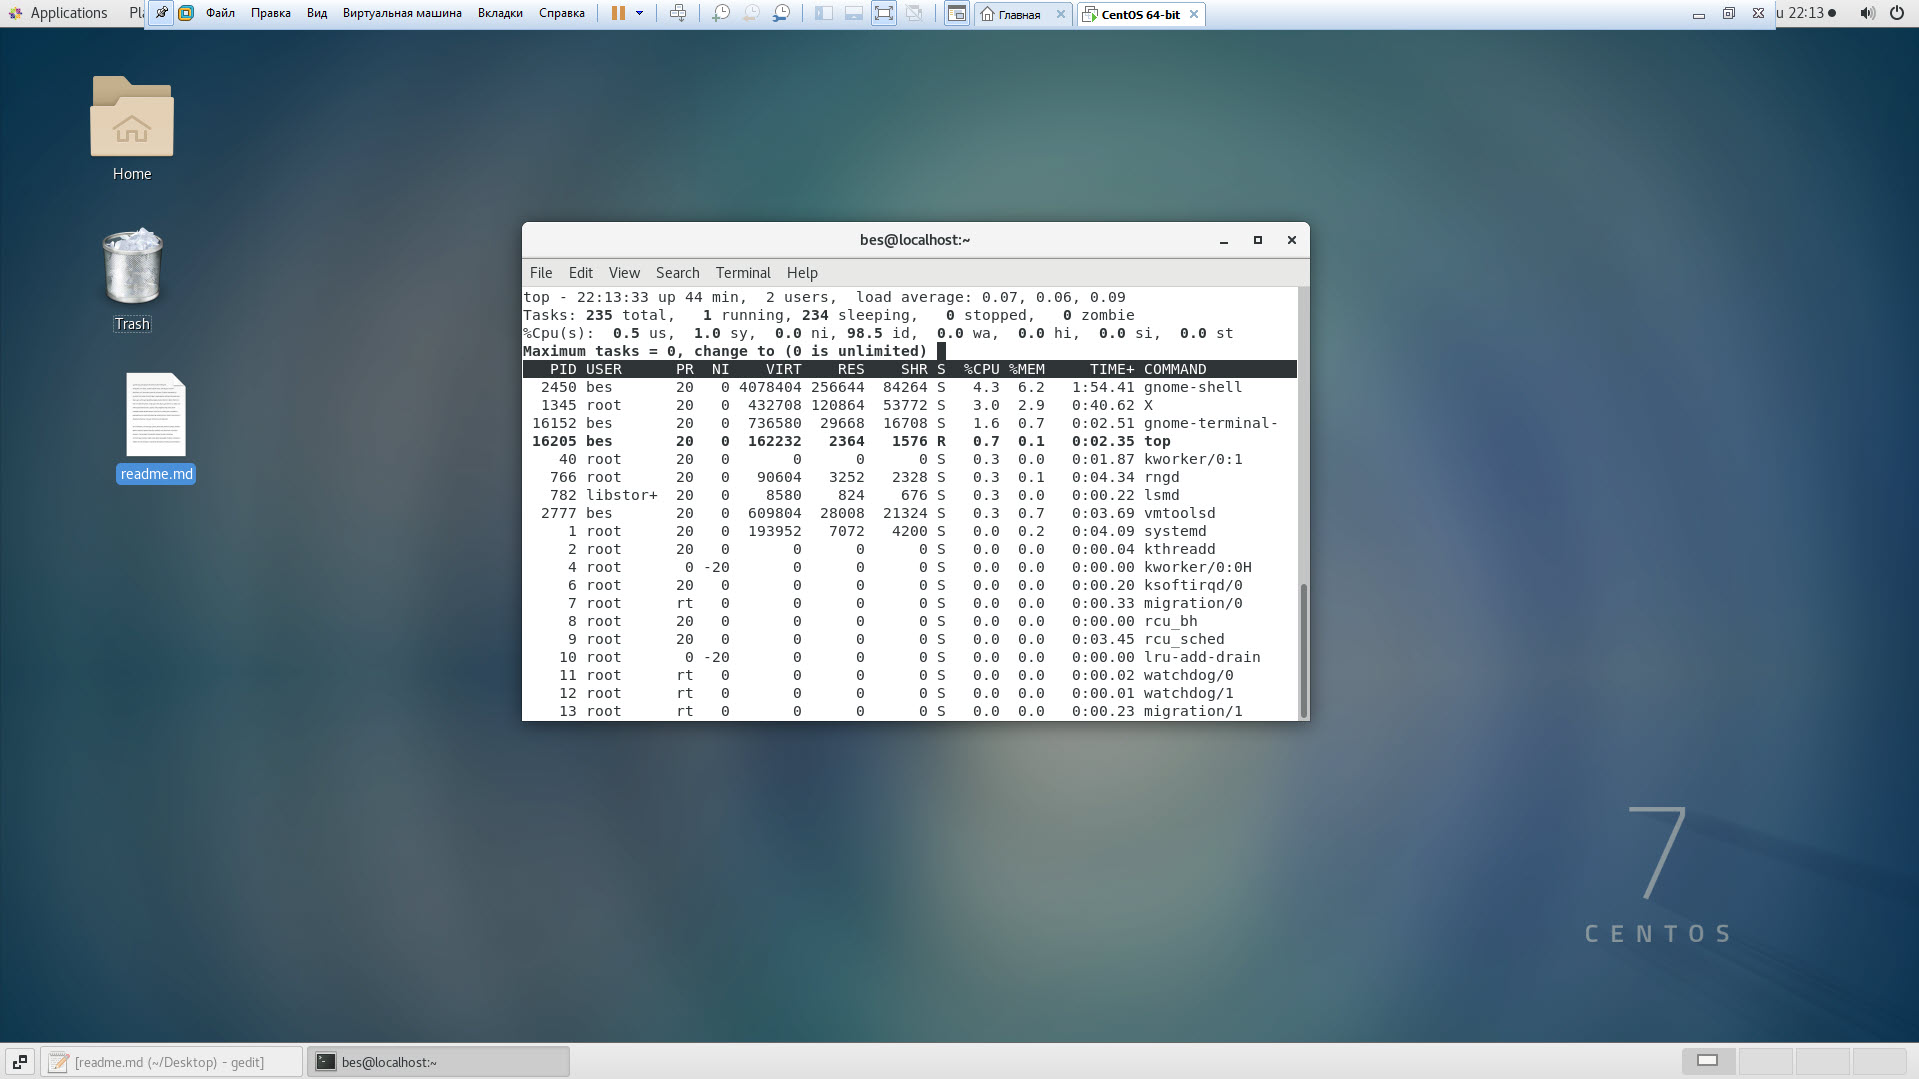 Applications Pl Файл Правка Вид Виртуальная машина Вкладки Справка Главная CentOS 64-bit u 22:13
Home
Trash
readme.md
bes@localhost:~
File Edit View Search Terminal Help
top - 22:13:33 up 44 min,  2 users,  load average: 0.07, 0.06, 0.09
Tasks: 235 total,   1 running, 234 sleeping,   0 stopped,   0 zombie
%Cpu(s):  0.5 us,  1.0 sy,  0.0 ni, 98.5 id,  0.0 wa,  0.0 hi,  0.0 si,  0.0 st
Maximum tasks = 0, change to (0 is unlimited)
PID USER PR NI VIRT RES SHR S %CPU %MEM TIME+ COMMAND
2450 bes 20 0 4078404 256644 84264 S 4.3 6.2 1:54.41 gnome-shell
1345 root 20 0 432708 120864 53772 S 3.0 2.9 0:40.62 X
16152 bes 20 0 736580 29668 16708 S 1.6 0.7 0:02.51 gnome-terminal-
16205 bes 20 0 162232 2364 1576 R 0.7 0.1 0:02.35 top
40 root 20 0 0 0 0 S 0.3 0.0 0:01.87 kworker/0:1
766 root 20 0 90604 3252 2328 S 0.3 0.1 0:04.34 rngd
782 libstor+ 20 0 8580 824 676 S 0.3 0.0 0:00.22 lsmd
2777 bes 20 0 609804 28008 21324 S 0.3 0.7 0:03.69 vmtoolsd
1 root 20 0 193952 7072 4200 S 0.0 0.2 0:04.09 systemd
2 root 20 0 0 0 0 S 0.0 0.0 0:00.04 kthreadd
4 root 0 -20 0 0 0 S 0.0 0.0 0:00.00 kworker/0:0H
6 root 20 0 0 0 0 S 0.0 0.0 0:00.20 ksoftirqd/0
7 root rt 0 0 0 0 S 0.0 0.0 0:00.33 migration/0
8 root 20 0 0 0 0 S 0.0 0.0 0:00.00 rcu_bh
9 root 20 0 0 0 0 S 0.0 0.0 0:03.45 rcu_sched
10 root 0 -20 0 0 0 S 0.0 0.0 0:00.00 lru-add-drain
11 root rt 0 0 0 0 S 0.0 0.0 0:00.02 watchdog/0
12 root rt 0 0 0 0 S 0.0 0.0 0:00.01 watchdog/1
13 root rt 0 0 0 0 S 0.0 0.0 0:00.23 migration/1
7
CENTOS
[readme.md (~/Desktop) - gedit] bes@localhost:~